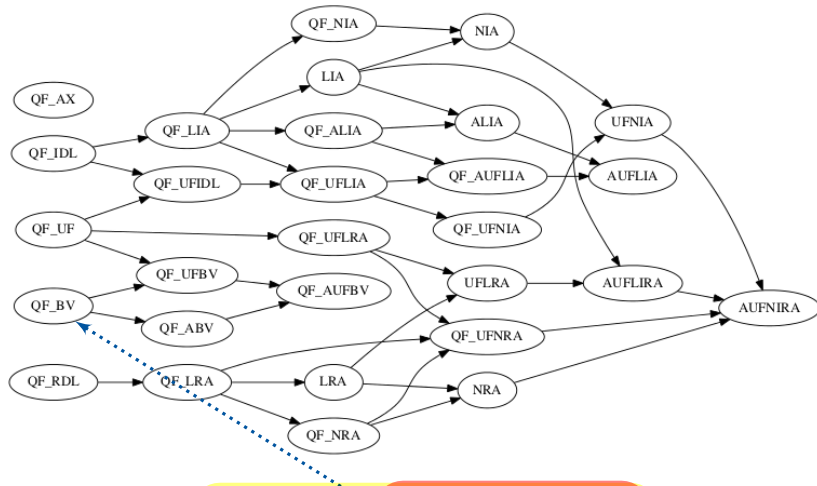 QF_NIA
NIA
LIA
QF_AX
QF_LIA
QF_ALIA
ALIA
UFNIA
QF_IDL
QF_UFIDL
QF_UFLIA
QF_AUFLIA
AUFLIA
QF_UF
QF_UFLRA
QF_UFNIA
QF_UFBV
QF_AUFBV
UFLRA
AUFLIRA
QF_BV
QF_ABV
QF_UFNRA
AUFNIRA
QF_RDL
QF_LRA
LRA
NRA
QF_NRA